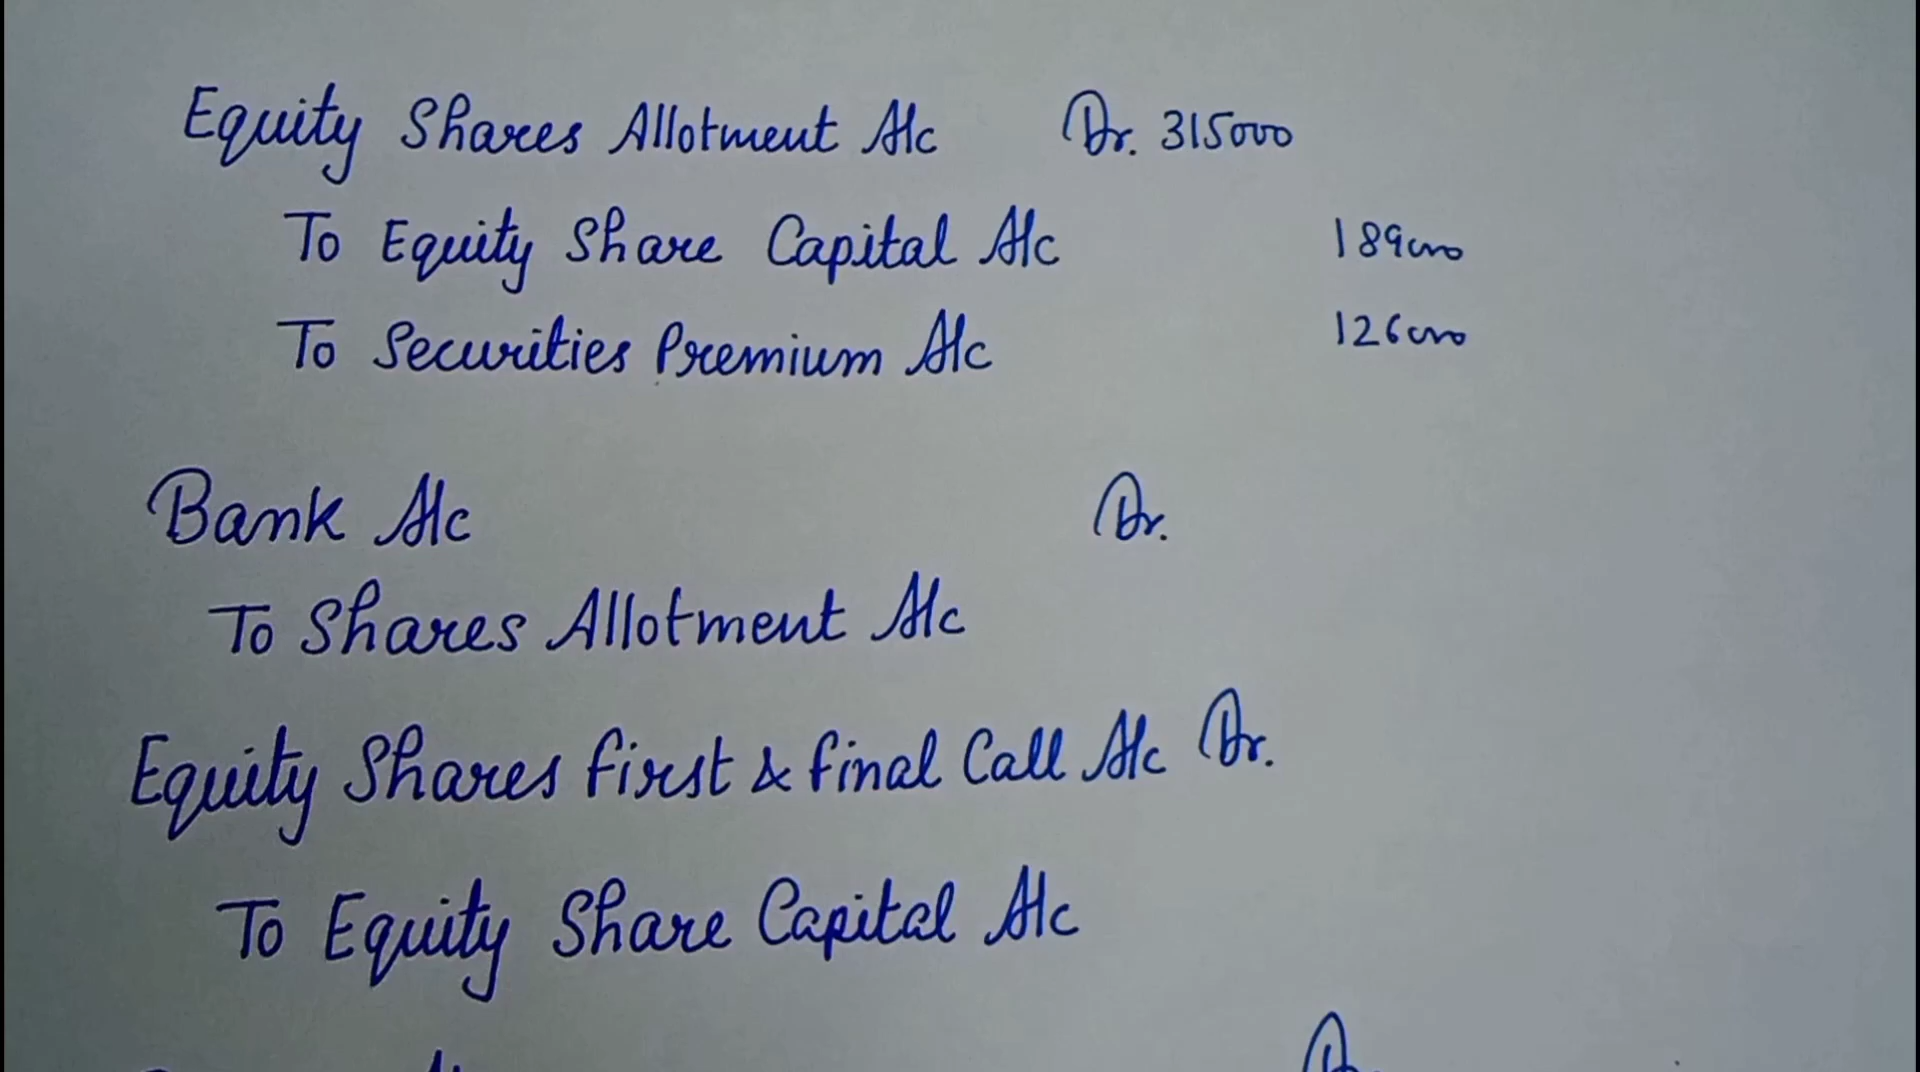 Equity Shares Allotment A/c Dr. 315000
To Equity Share Capital A/c 189000
To Securities Premium A/c 126000
Bank A/c Dr.
To Shares Allotment A/c
Equity Shares First & Final Call A/c Dr.
To Equity Share Capital A/c
Dr.